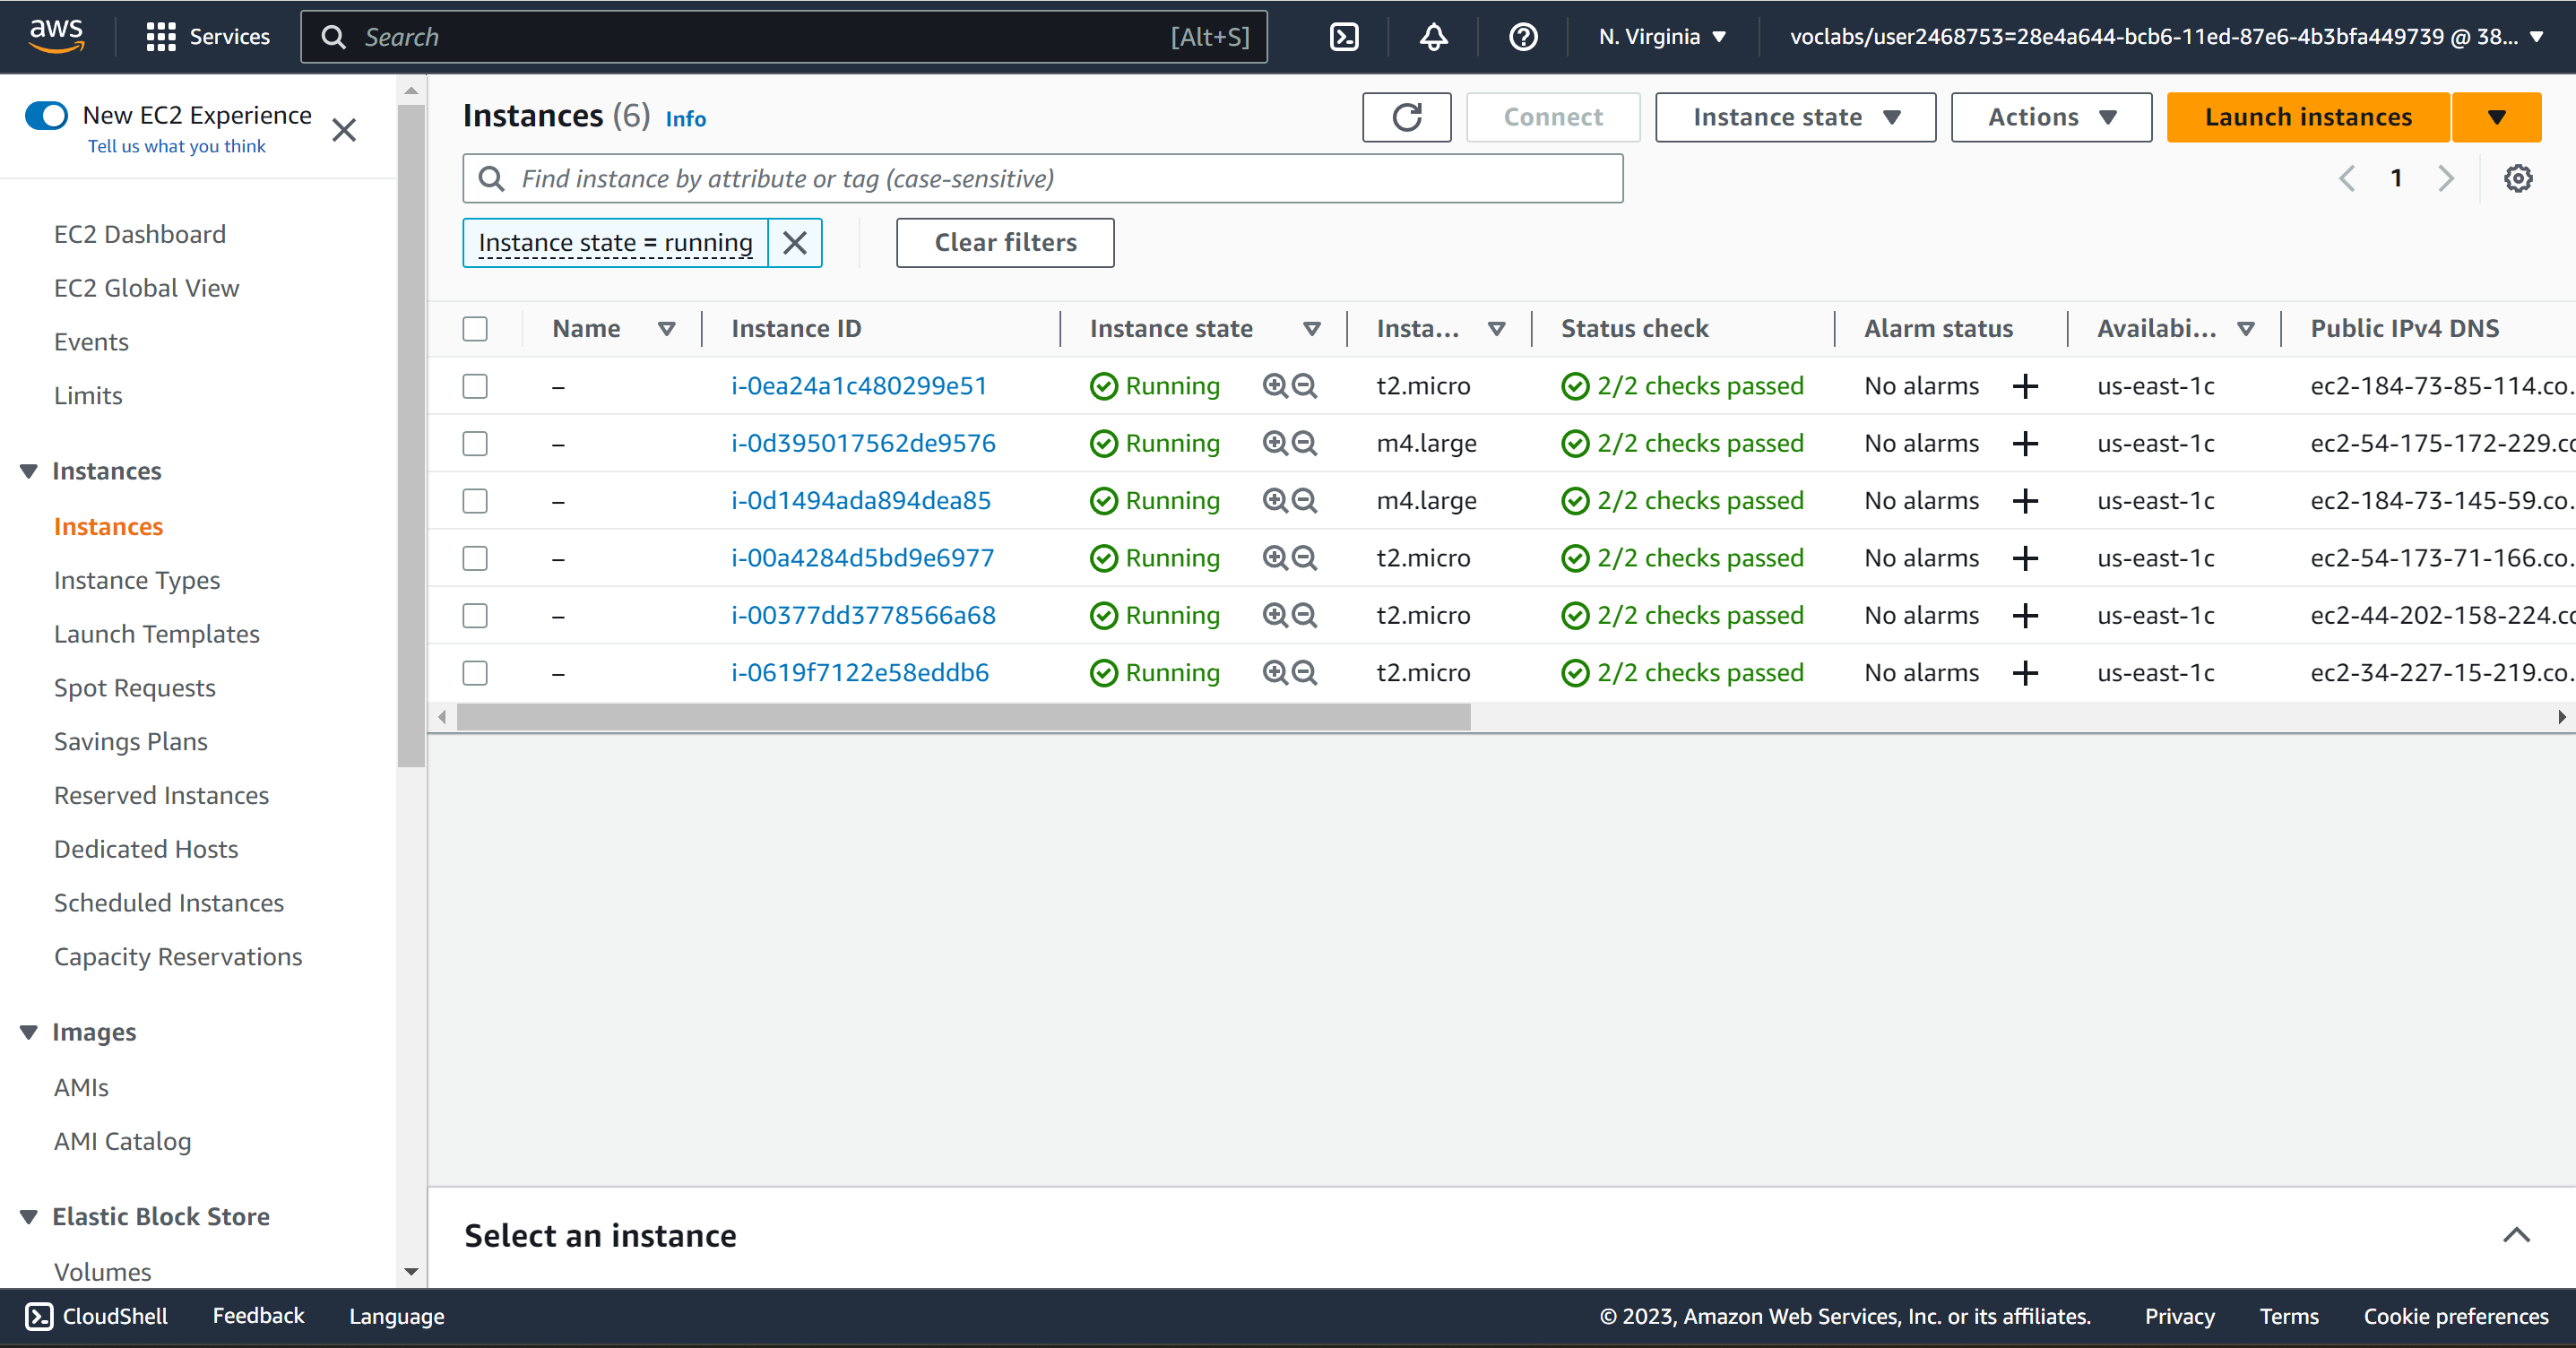 aws Services Search [Alt+S] N. Virginia voclabs/user2468753=28e4a644-bcb6-11ed-87e6-4b3bfa449739 @ 38...
New EC2 Experience
Tell us what you think
EC2 Dashboard
EC2 Global View
Events
Limits
Instances
Instances
Instance Types
Launch Templates
Spot Requests
Savings Plans
Reserved Instances
Dedicated Hosts
Scheduled Instances
Capacity Reservations
Images
AMIs
AMI Catalog
Elastic Block Store
Volumes
Instances (6) Info Connect Instance state Actions Launch instances
Find instance by attribute or tag (case-sensitive) 1
Instance state = running Clear filters
Name Instance ID Instance state Insta... Status check Alarm status Availabi... Public IPv4 DNS
– i-0ea24a1c480299e51 Running t2.micro 2/2 checks passed No alarms + us-east-1c ec2-184-73-85-114.co.
– i-0d395017562de9576 Running m4.large 2/2 checks passed No alarms + us-east-1c ec2-54-175-172-229.cc
– i-0d1494ada894dea85 Running m4.large 2/2 checks passed No alarms + us-east-1c ec2-184-73-145-59.co.
– i-00a4284d5bd9e6977 Running t2.micro 2/2 checks passed No alarms + us-east-1c ec2-54-173-71-166.co.
– i-00377dd3778566a68 Running t2.micro 2/2 checks passed No alarms + us-east-1c ec2-44-202-158-224.cc
– i-0619f7122e58eddb6 Running t2.micro 2/2 checks passed No alarms + us-east-1c ec2-34-227-15-219.co.
Select an instance
CloudShell Feedback Language © 2023, Amazon Web Services, Inc. or its affiliates. Privacy Terms Cookie preferences